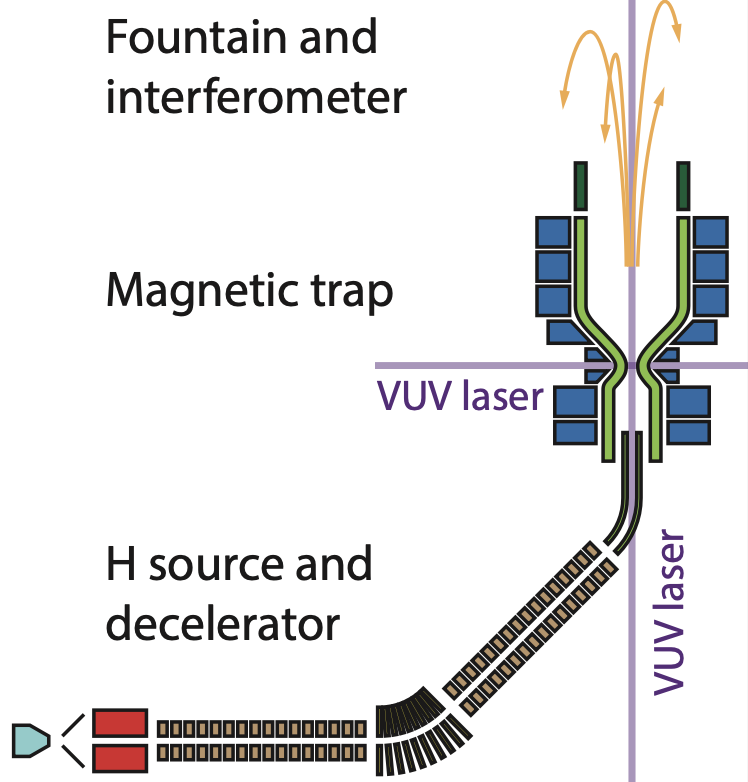 Fountain and
interferometer
Magnetic trap
VUV laser
H source and
decelerator
VUV laser